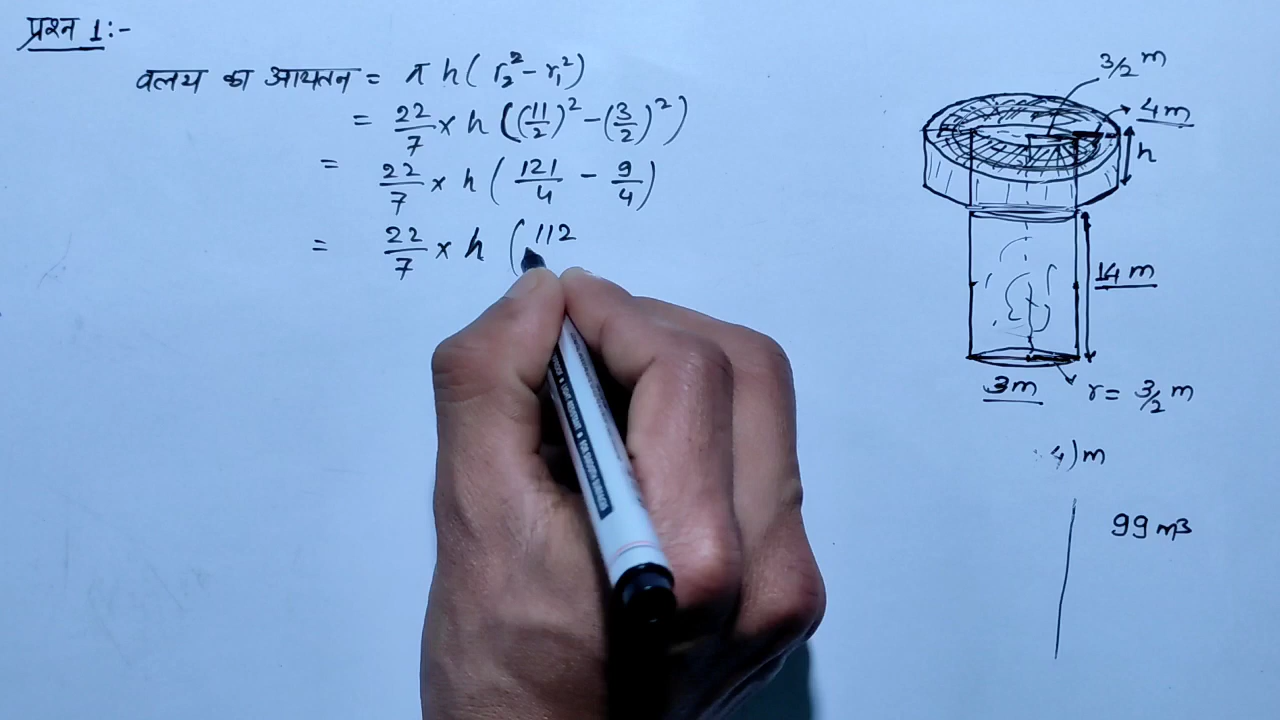 प्रश्न 1:-
वलय का आयतन = π h ( r₂² - r₁² )
= 22/7 × h ( (11/2)² - (3/2)² )
= 22/7 × h ( 121/4 - 9/4 )
= 22/7 × h ( 112
3/2 m
4m
h
14 m
3m
r = 3/2 m
4) m
99 m³